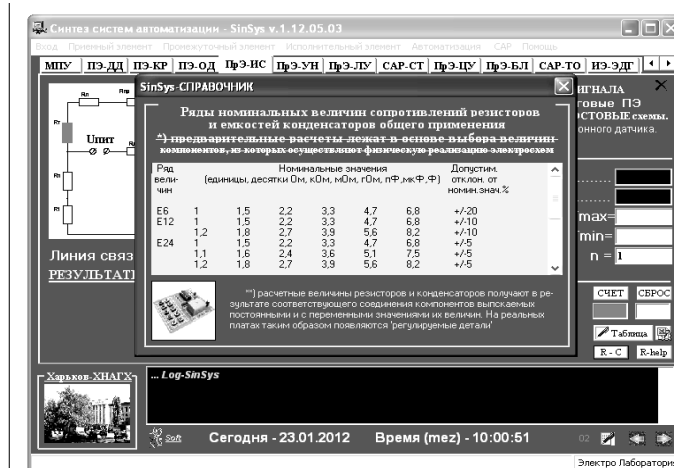 Синтез систем автоматизации - SinSys v.1.12.05.03
Вход Приемный элемент Промежуточный элемент Исполнительный элемент Автоматизация САР Помощь
МПУ ПЭ-ДД ПЭ-КР ПЭ-ОД ПрЭ-ИС ПрЭ-УН ПрЭ-ЛУ САР-СТ ПрЭ-ЦУ ПрЭ-БЛ САР-ТО ИЭ-ЭДГ
SinSys-СПРАВОЧНИК
Ряды номинальных величин сопротивлений резисторов
и емкостей конденсаторов общего применения
*) предварительные расчеты лежат в основе выбора величин
компонентов, из которых осуществляют физическую реализацию электросхем
Ряд Номинальные значения Допустим.
вели- (единицы, десятки Ом, кОм, мОм, гОм, пФ,мкФ,Ф) отклон. от
чин номин.знач.%
E6 1 1,5 2,2 3,3 4,7 6,8 +/-20
E12 1 1,5 2,2 3,3 4,7 6,8 +/-10
1,2 1,8 2,7 3,9 5,6 8,2 +/-10
E24 1 1,5 2,2 3,3 4,7 6,8 +/-5
1,1 1,6 2,4 3,6 5,1 7,5 +/-5
1,2 1,8 2,7 3,9 5,6 8,2 +/-5
**) расчетные величины резисторов и конденсаторов получают в ре-
зультате соответствующего соединения компонентов выпскаемых
постоянными и с переменными значениями их величин. На реальных
платах таким образом появляются 'регулируемые детали'
Uпит
Линия связ
РЕЗУЛЬТАТ
ИГНАЛА
говые ПЭ
ОСТОВЫЕ схемы.
онного датчика.
max=
min=
n = 1
СЧЕТ СБРОС
Таблица
R - C R-help
Харьков-ХНАГХ
... Log-SinSys
Soft Сегодня - 23.01.2012 Время (mez) - 10:00:51 02
Электро Лаборатория